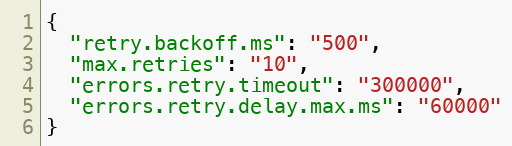 1 {
2   "retry.backoff.ms": "500",
3   "max.retries": "10",
4   "errors.retry.timeout": "300000",
5   "errors.retry.delay.max.ms": "60000"
6 }